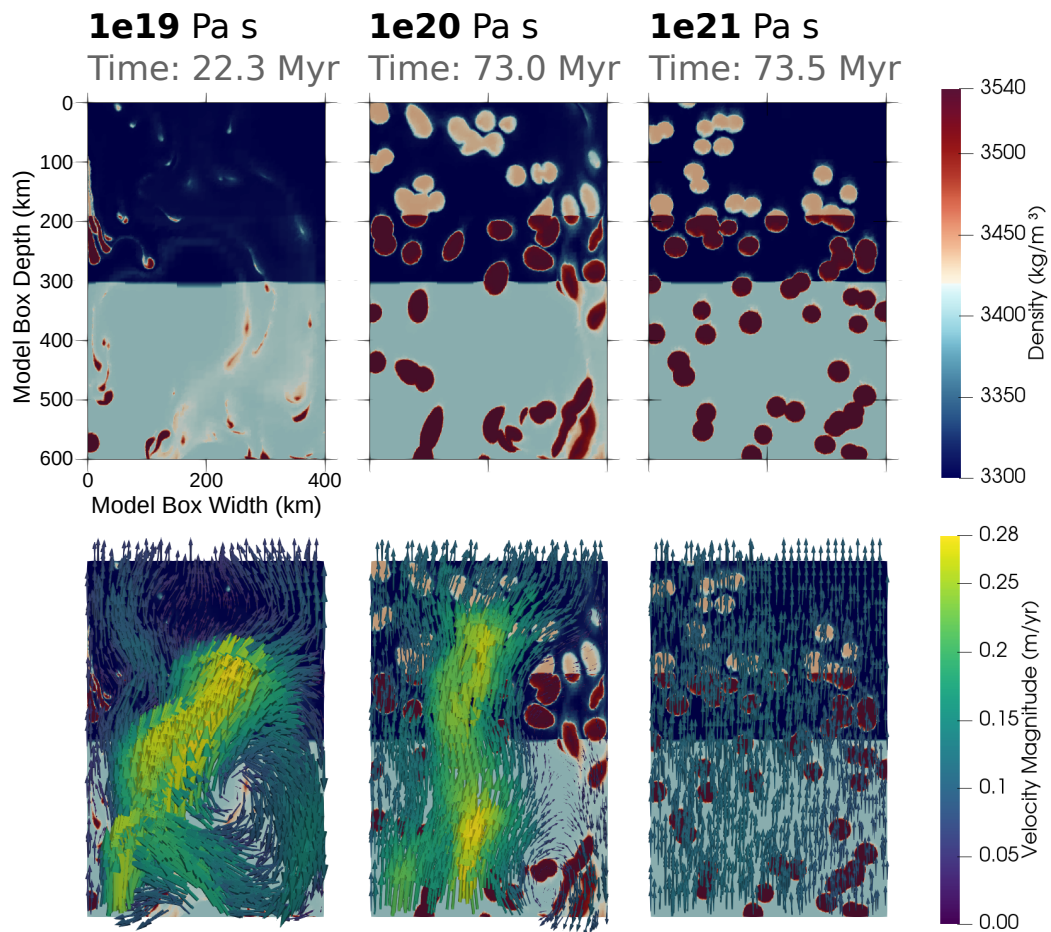 1e19 Pa s
Time: 22.3 Myr
1e20 Pa s
Time: 73.0 Myr
1e21 Pa s
Time: 73.5 Myr
0
100
200
300
400
500
600
Model Box Depth (km)
0
200
400
Model Box Width (km)
3540
3500
3450
3400
3350
3300
Density (kg/m ³)
0.28
0.25
0.2
0.15
0.1
0.05
0.00
Velocity Magnitude (m/yr)